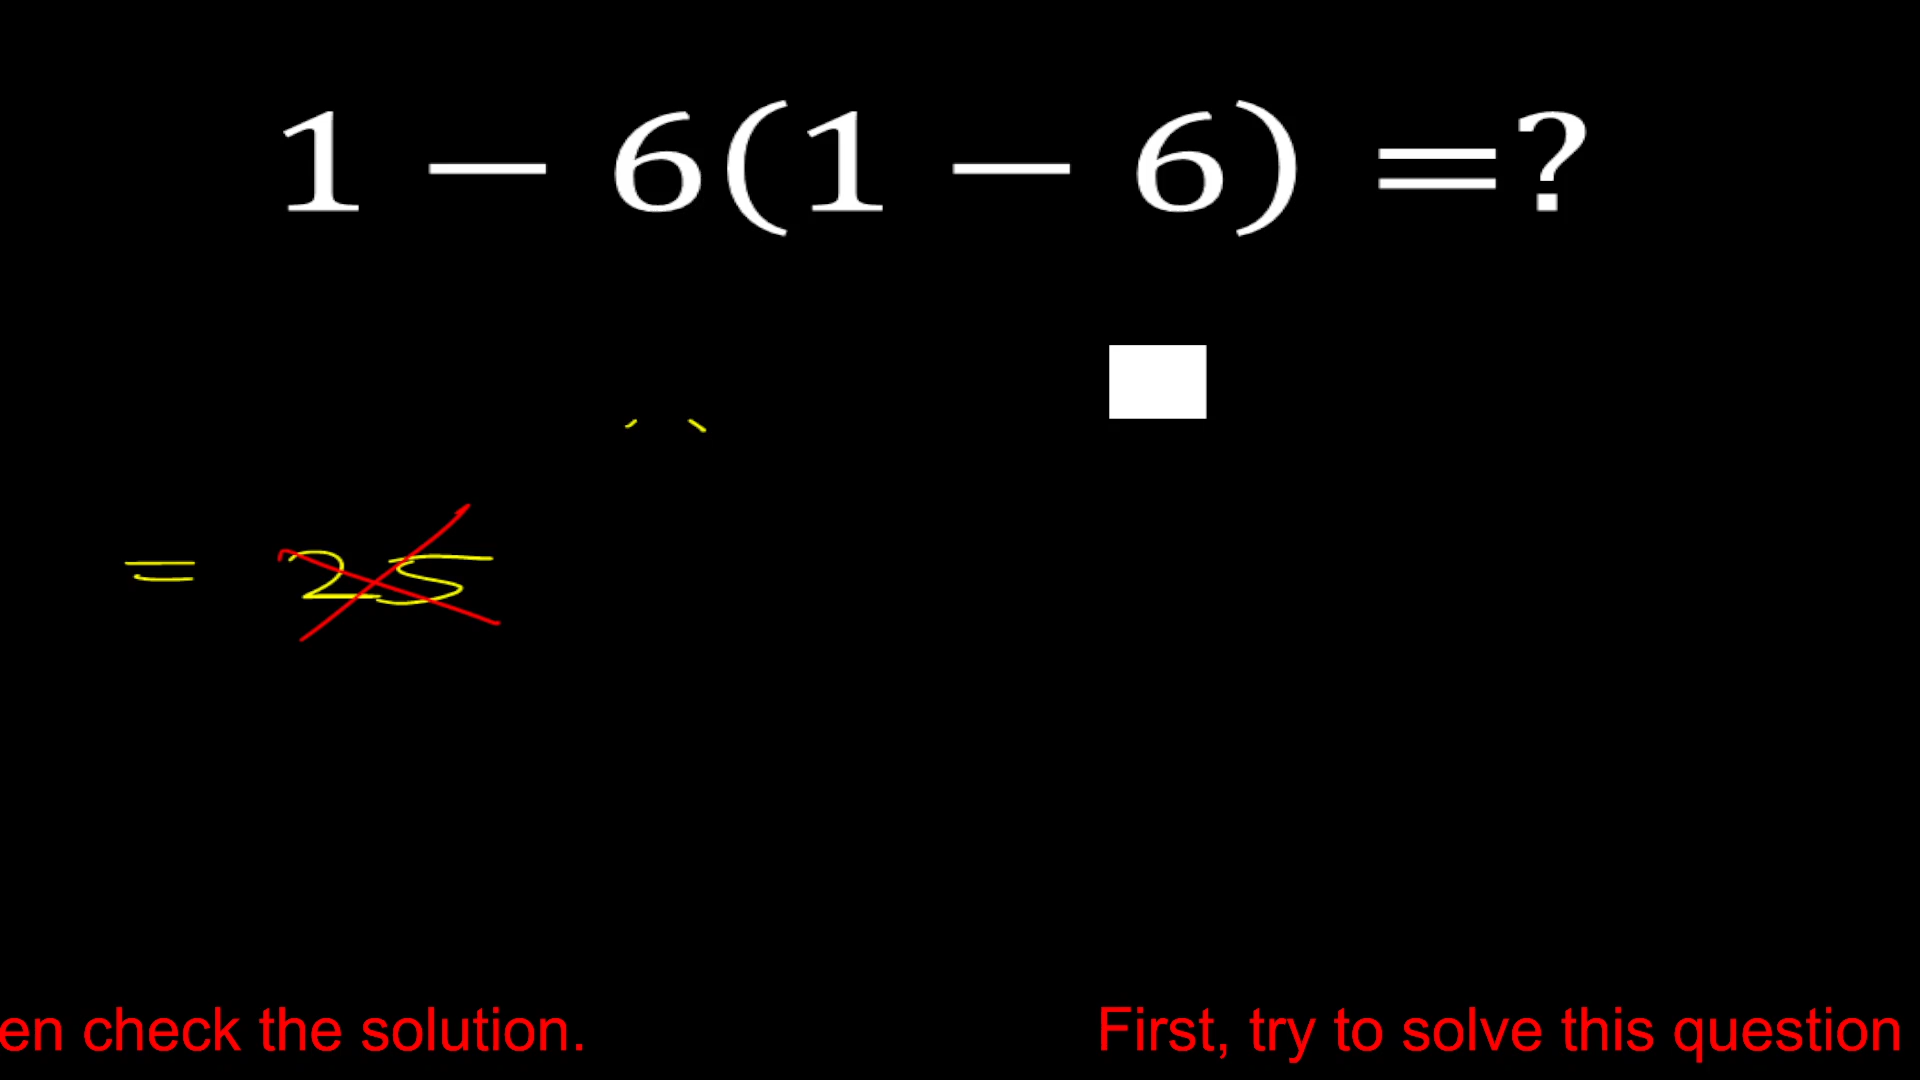 1 − 6(1 − 6) =?
= 25
en check the solution. First, try to solve this question